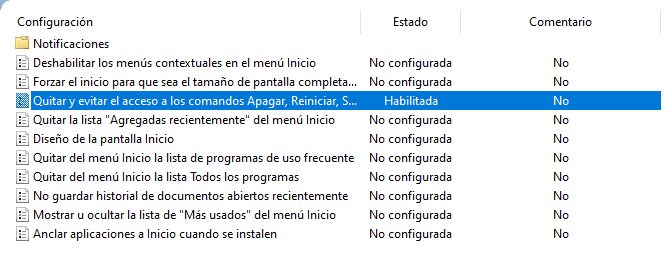 Configuración Estado Comentario
Notificaciones
Deshabilitar los menús contextuales en el menú Inicio No configurada No
Forzar el inicio para que sea el tamaño de pantalla completa... No configurada No
Quitar y evitar el acceso a los comandos Apagar, Reiniciar, S... Habilitada No
Quitar la lista "Agregadas recientemente" del menú Inicio No configurada No
Diseño de la pantalla Inicio No configurada No
Quitar del menú Inicio la lista de programas de uso frecuente No configurada No
Quitar del menú Inicio la lista Todos los programas No configurada No
No guardar historial de documentos abiertos recientemente No configurada No
Mostrar u ocultar la lista de "Más usados" del menú Inicio No configurada No
Anclar aplicaciones a Inicio cuando se instalen No configurada No